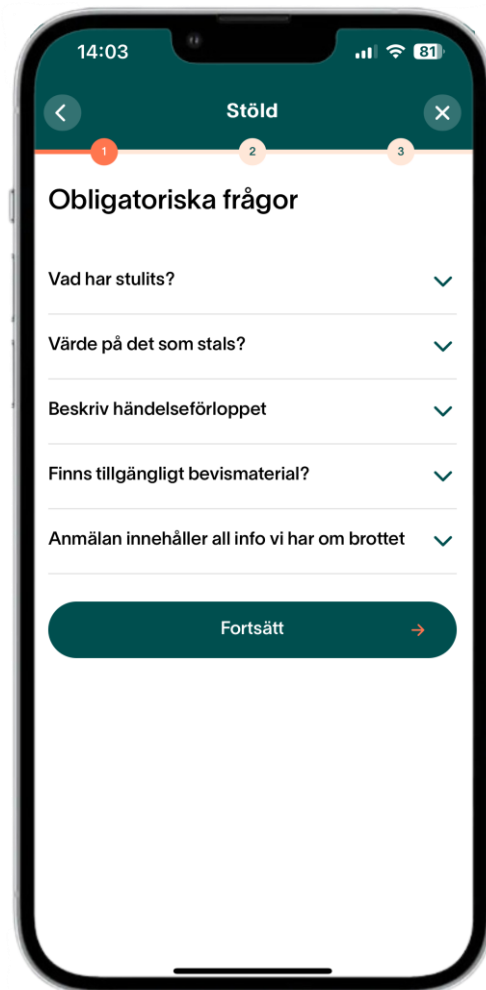 14:03
81
Stöld
1
2
3
Obligatoriska frågor
Vad har stulits?
Värde på det som stals?
Beskriv händelseförloppet
Finns tillgängligt bevismaterial?
Anmälan innehåller all info vi har om brottet
Fortsätt